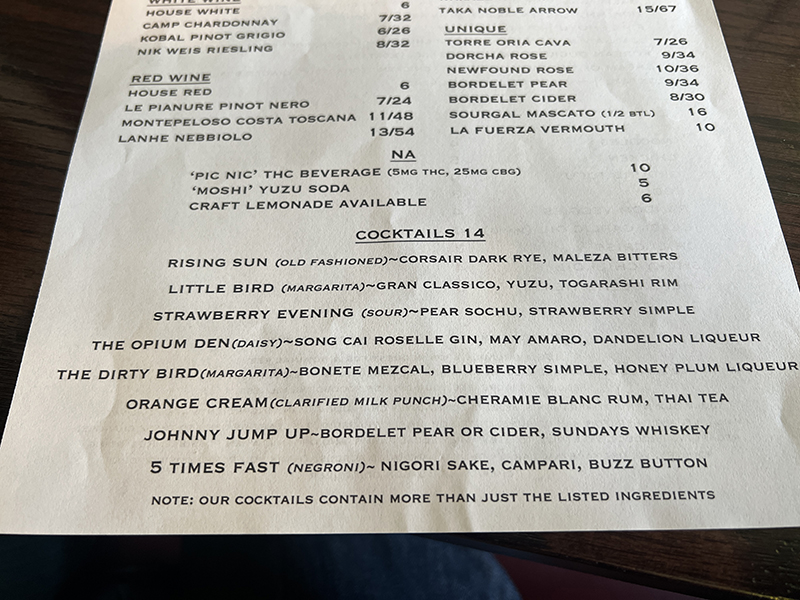 WHITE WINE
HOUSE WHITE 6
CAMP CHARDONNAY 7/32
KOBAL PINOT GRIGIO 6/26
NIK WEIS RIESLING 8/32
RED WINE
HOUSE RED 6
LE PIANURE PINOT NERO 7/24
MONTEPELOSO COSTA TOSCANA 11/48
LANHE NEBBIOLO 13/54
TAKA NOBLE ARROW 15/67
UNIQUE
TORRE ORIA CAVA 7/26
DORCHA ROSE 9/34
NEWFOUND ROSE 10/36
BORDELET PEAR 9/34
BORDELET CIDER 8/30
SOURGAL MASCATO (1/2 BTL) 16
LA FUERZA VERMOUTH 10
NA
'PIC NIC' THC BEVERAGE (5MG THC, 25MG CBG) 10
'MOSHI' YUZU SODA 5
CRAFT LEMONADE AVAILABLE 6
COCKTAILS 14
RISING SUN (OLD FASHIONED)~CORSAIR DARK RYE, MALEZA BITTERS
LITTLE BIRD (MARGARITA)~GRAN CLASSICO, YUZU, TOGARASHI RIM
STRAWBERRY EVENING (SOUR)~PEAR SOCHU, STRAWBERRY SIMPLE
THE OPIUM DEN(DAISY)~SONG CAI ROSELLE GIN, MAY AMARO, DANDELION LIQUEUR
THE DIRTY BIRD(MARGARITA)~BONETE MEZCAL, BLUEBERRY SIMPLE, HONEY PLUM LIQUEUR
ORANGE CREAM(CLARIFIED MILK PUNCH)~CHERAMIE BLANC RUM, THAI TEA
JOHNNY JUMP UP~BORDELET PEAR OR CIDER, SUNDAYS WHISKEY
5 TIMES FAST (NEGRONI)~ NIGORI SAKE, CAMPARI, BUZZ BUTTON
NOTE: OUR COCKTAILS CONTAIN MORE THAN JUST THE LISTED INGREDIENTS